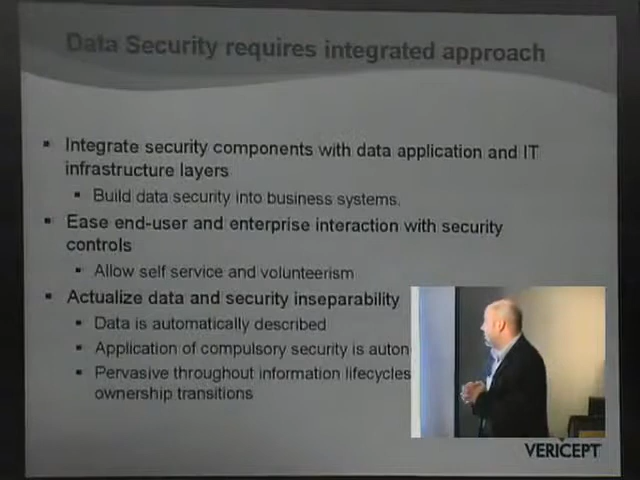 Data Security requires integrated approach
Integrate security components with data application and IT
infrastructure layers
Build data security into business systems.
Ease end-user and enterprise interaction with security
controls
Allow self service and volunteerism
Actualize data and security inseparability
Data is automatically described
Application of compulsory security is auton
Pervasive throughout information lifecycles
ownership transitions
VERICEPT